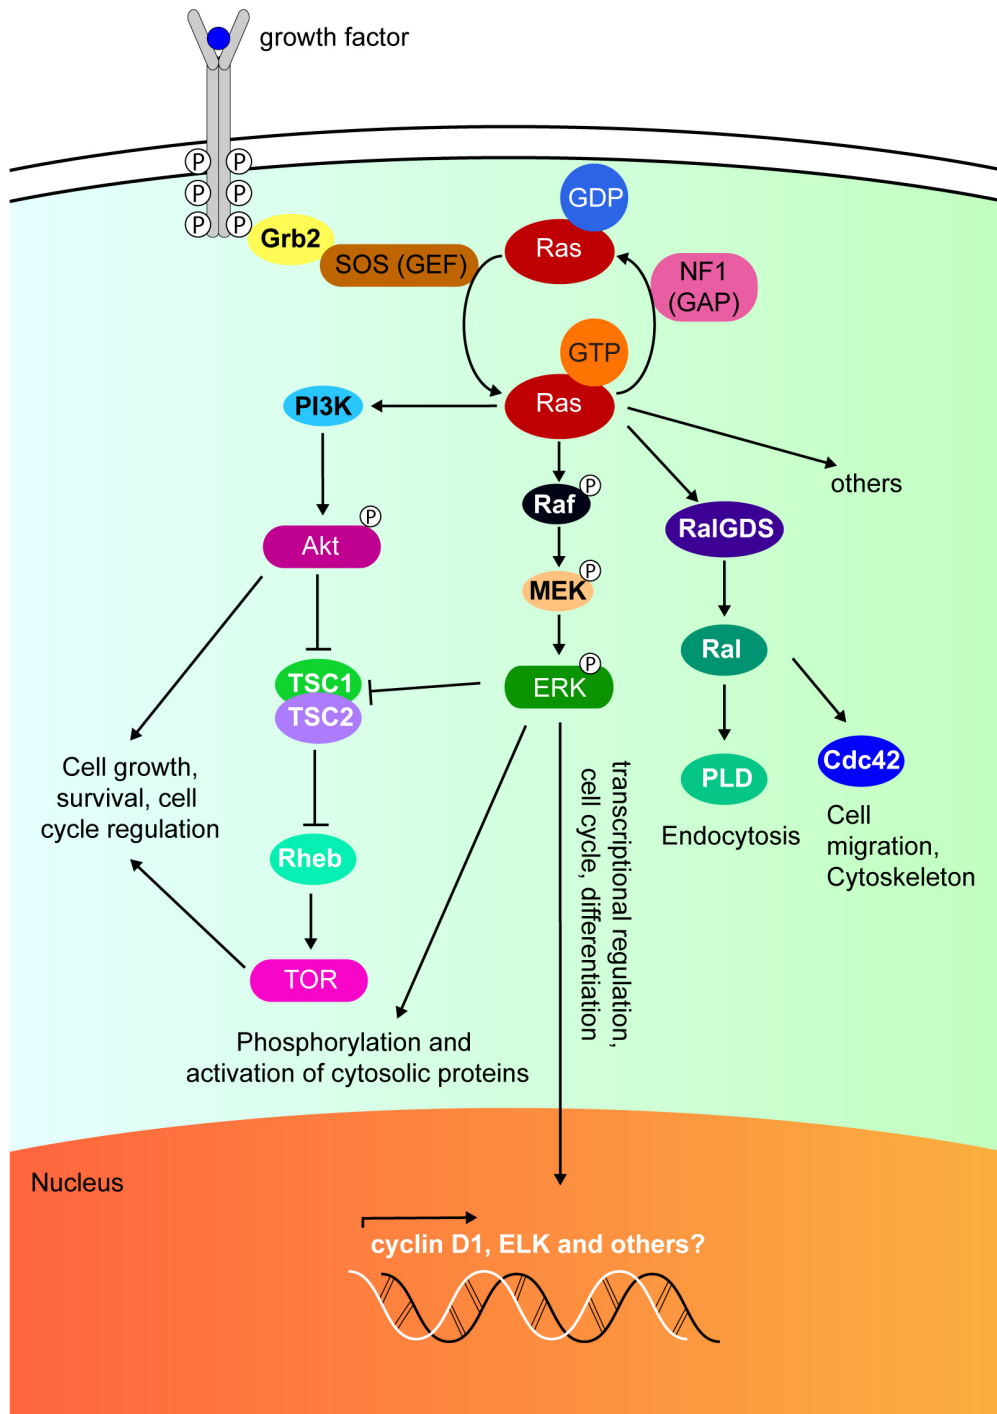 growth factor
P
P
P
P
P
P
Grb2
SOS (GEF)
GDP
Ras
NF1
(GAP)
GTP
Ras
PI3K
others
P
Raf
P
Akt
RalGDS
P
MEK
Ral
P
ERK
TSC1
TSC2
Cell growth,
survival, cell
cycle regulation
transcriptional regulation,
cell cycle, differentiation
PLD
Cdc42
Endocytosis
Cell
migration,
Cytoskeleton
Rheb
TOR
Phosphorylation and
activation of cytosolic proteins
Nucleus
cyclin D1, ELK and others?